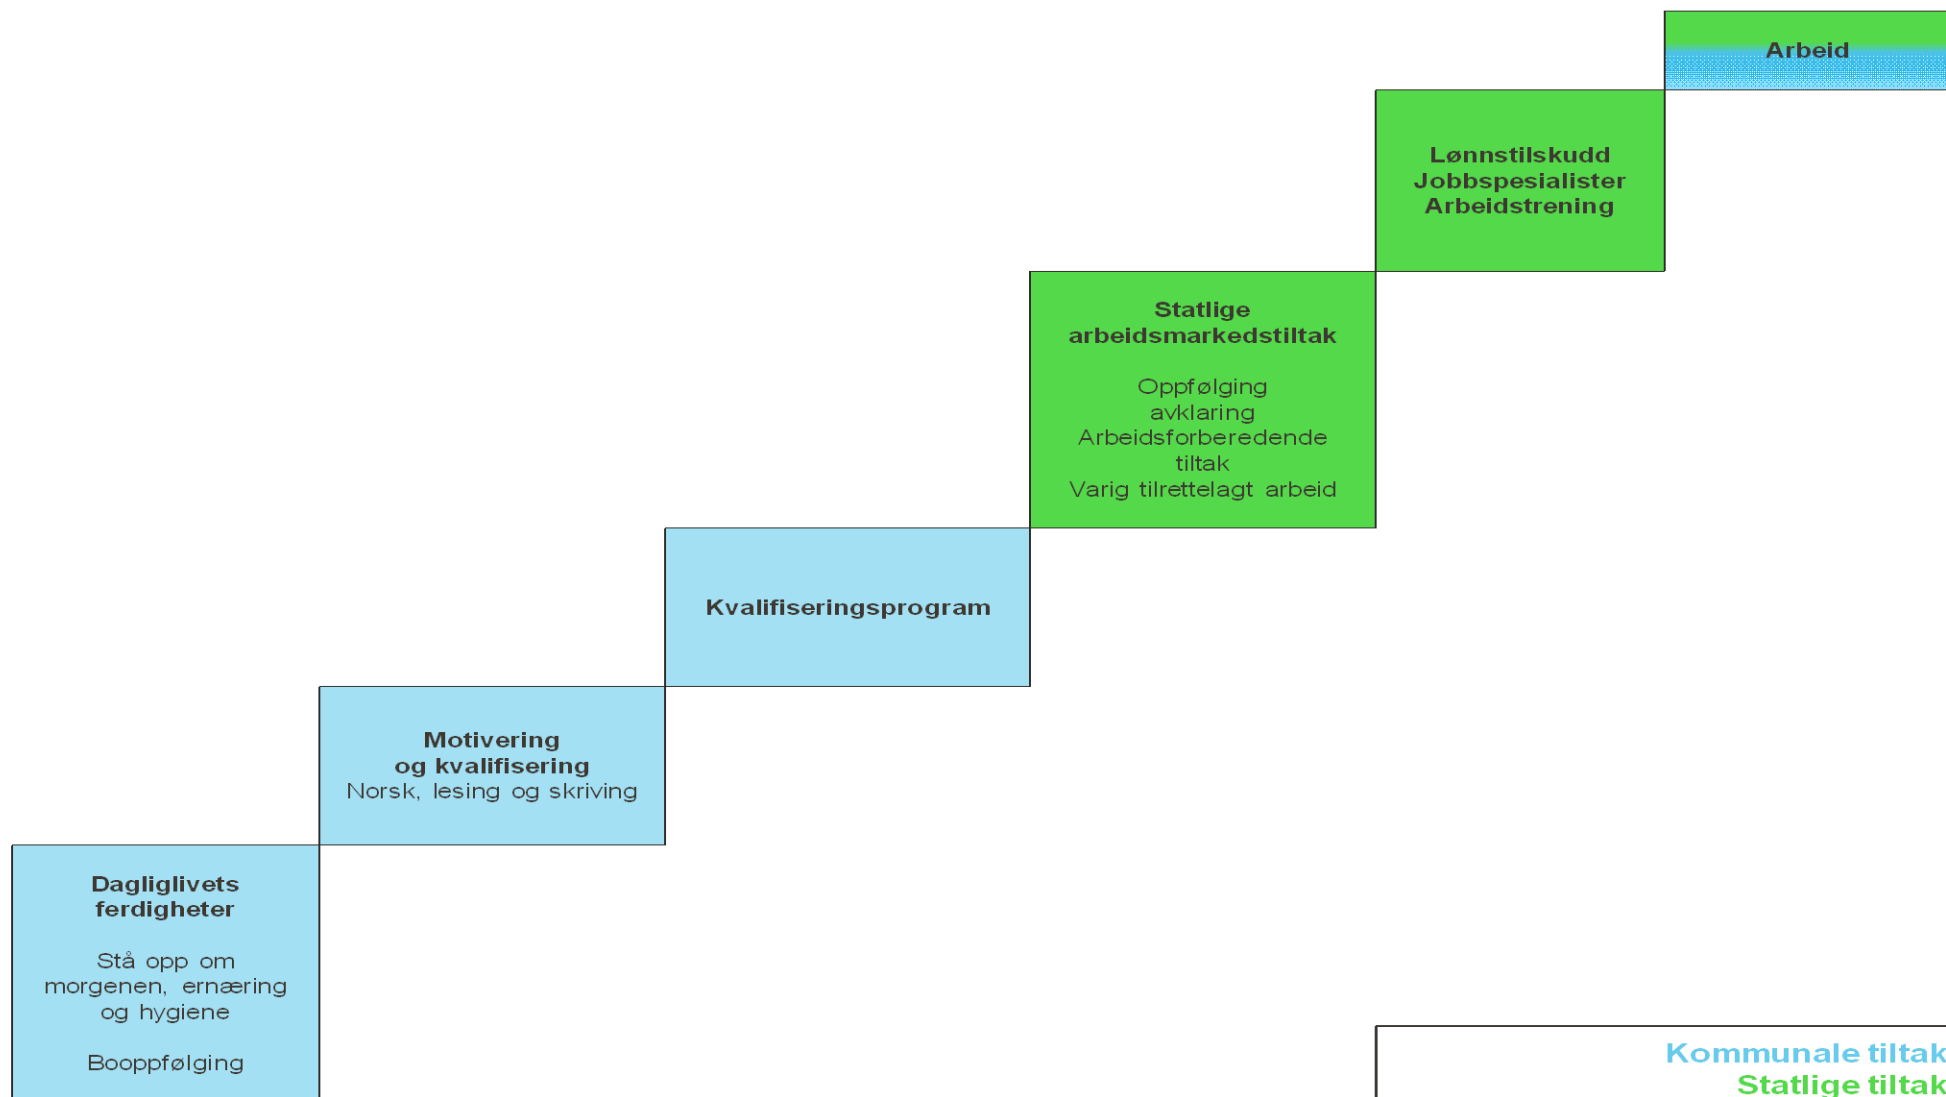 Arbeid
Lønnstilskudd
Jobbspesialister
Arbeidstrening
Statlige
arbeidsmarkedstiltak
Oppfølging
avklaring
Arbeidsforberedende
tiltak
Varig tilrettelagt arbeid
Kvalifiseringsprogram
Motivering
og kvalifisering
Norsk, lesing og skriving
Dagliglivets
ferdigheter
Stå opp om
morgenen, ernæring
og hygiene
Booppfølging
Kommunale tiltak
Statlige tiltak